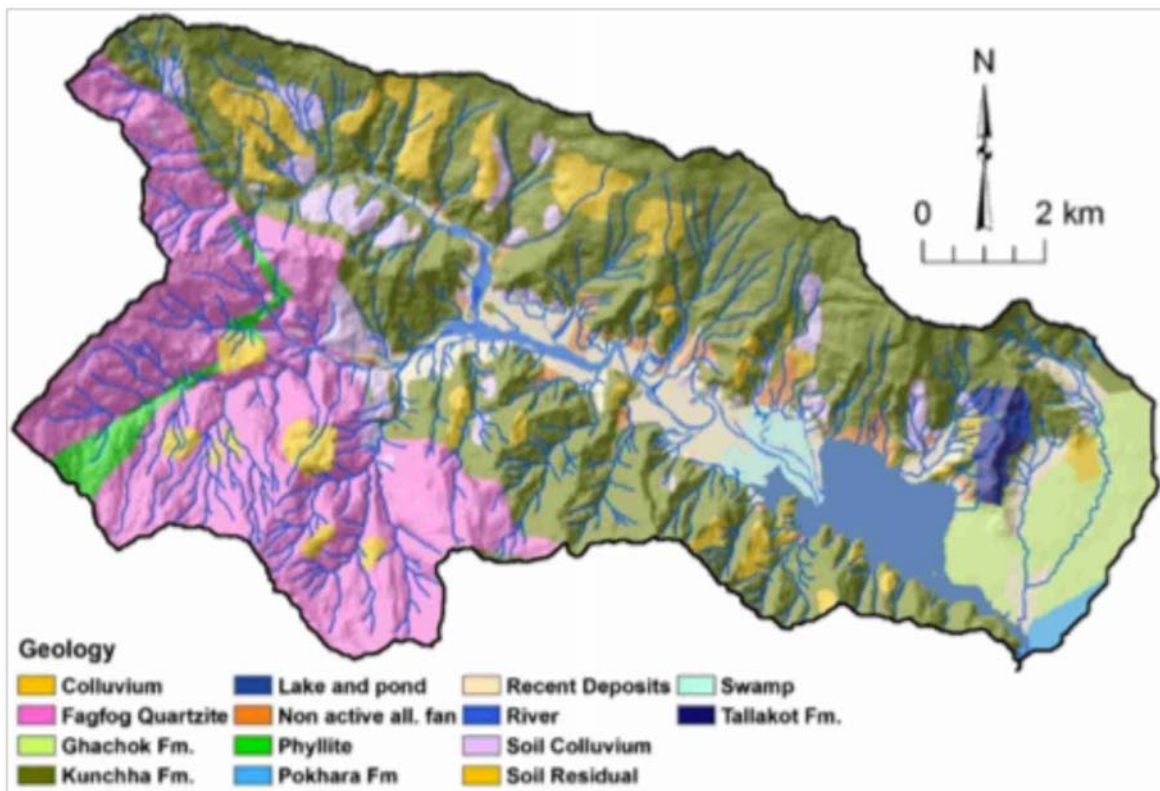 N
0 2 km
Geology
Colluvium Lake and pond Recent Deposits Swamp
Fagfog Quartzite Non active all. fan River Tallakot Fm.
Ghachok Fm. Phyllite Soil Colluvium
Kunchha Fm. Pokhara Fm Soil Residual